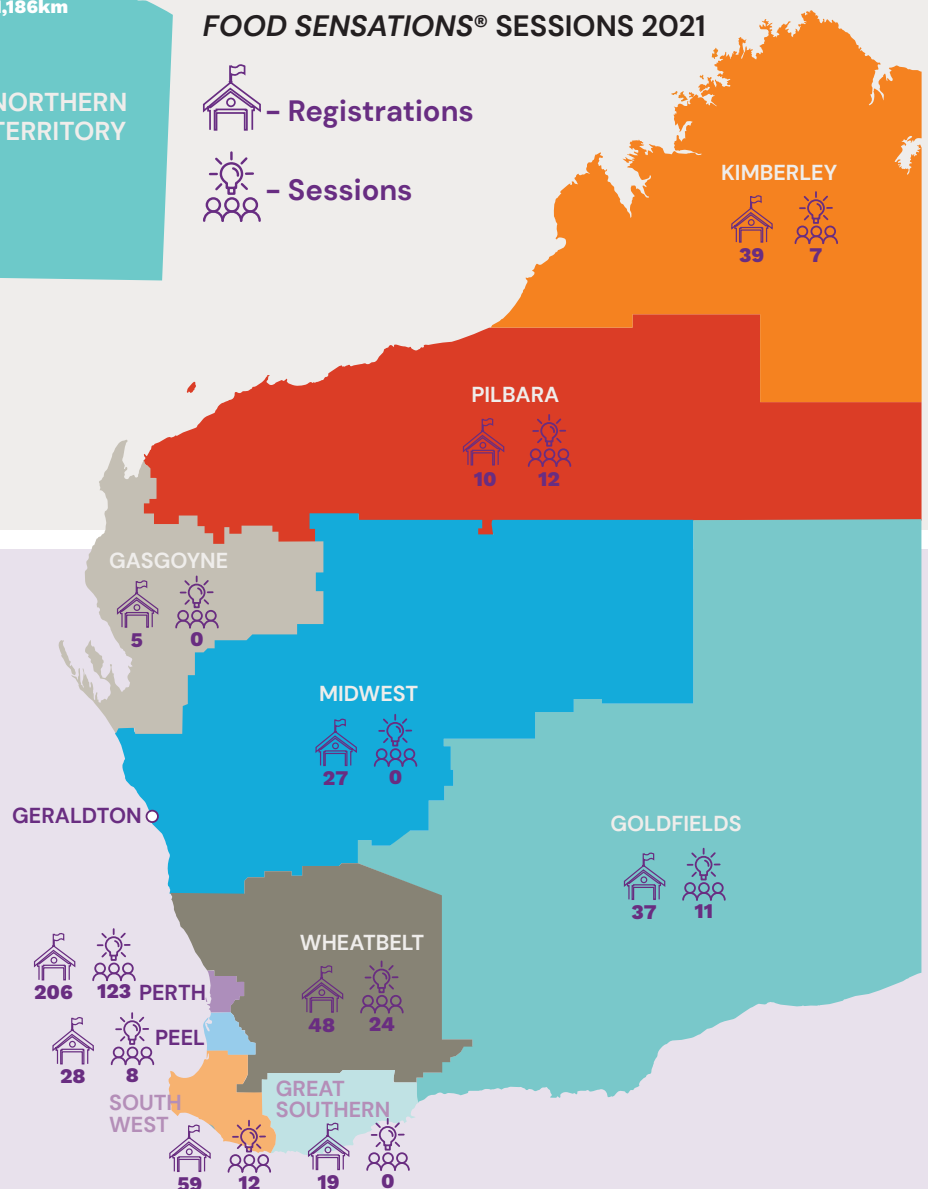 ,186km
FOOD SENSATIONS® SESSIONS 2021
NORTHERN
TERRITORY
– Registrations
– Sessions
KIMBERLEY
39 7
PILBARA
10 12
GASGOYNE
5 0
MIDWEST
27 0
GERALDTON
GOLDFIELDS
37 11
WHEATBELT
48 24
206 123 PERTH
PEEL
28 8
SOUTH
WEST
59 12
GREAT
SOUTHERN
19 0